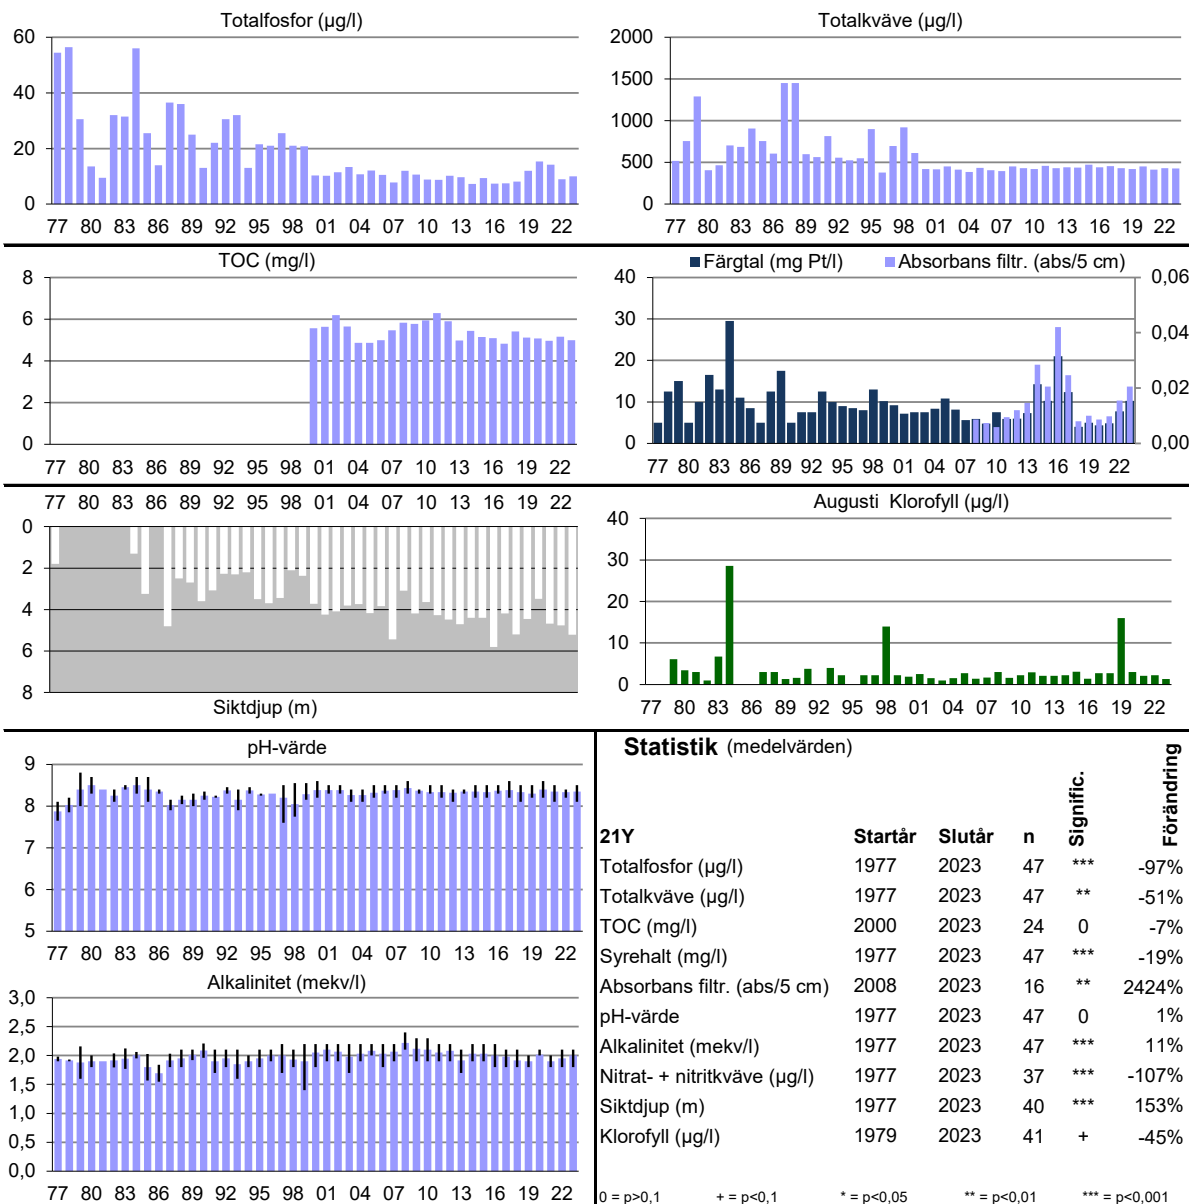 Totalfosfor (µg/l)
60
40
20
0
77 80 83 86 89 92 95 98 01 04 07 10 13 16 19 22
Totalkväve (µg/l)
2000
1500
1000
500
0
77 80 83 86 89 92 95 98 01 04 07 10 13 16 19 22
TOC (mg/l)
8
6
4
2
0
77 80 83 86 89 92 95 98 01 04 07 10 13 16 19 22
Färgtal (mg Pt/l) Absorbans filtr. (abs/5 cm)
40
30
20
10
0
0,06
0,04
0,02
0,00
77 80 83 86 89 92 95 98 01 04 07 10 13 16 19 22
77 80 83 86 89 92 95 98 01 04 07 10 13 16 19 22
0
2
4
6
8
Siktdjup (m)
Augusti Klorofyll (µg/l)
40
30
20
10
0
77 80 83 86 89 92 95 98 01 04 07 10 13 16 19 22
pH-värde
9
8
7
6
5
77 80 83 86 89 92 95 98 01 04 07 10 13 16 19 22
Alkalinitet (mekv/l)
3,0
2,5
2,0
1,5
1,0
0,5
0,0
77 80 83 86 89 92 95 98 01 04 07 10 13 16 19 22
Statistik (medelvärden)
21Y Startår Slutår n Signific. Förändring
Totalfosfor (µg/l) 1977 2023 47 *** -97%
Totalkväve (µg/l) 1977 2023 47 ** -51%
TOC (mg/l) 2000 2023 24 0 -7%
Syrehalt (mg/l) 1977 2023 47 *** -19%
Absorbans filtr. (abs/5 cm) 2008 2023 16 ** 2424%
pH-värde 1977 2023 47 0 1%
Alkalinitet (mekv/l) 1977 2023 47 *** 11%
Nitrat- + nitritkväve (µg/l) 1977 2023 37 *** -107%
Siktdjup (m) 1977 2023 40 *** 153%
Klorofyll (µg/l) 1979 2023 41 + -45%
0 = p>0,1 + = p<0,1 * = p<0,05 ** = p<0,01 *** = p<0,001